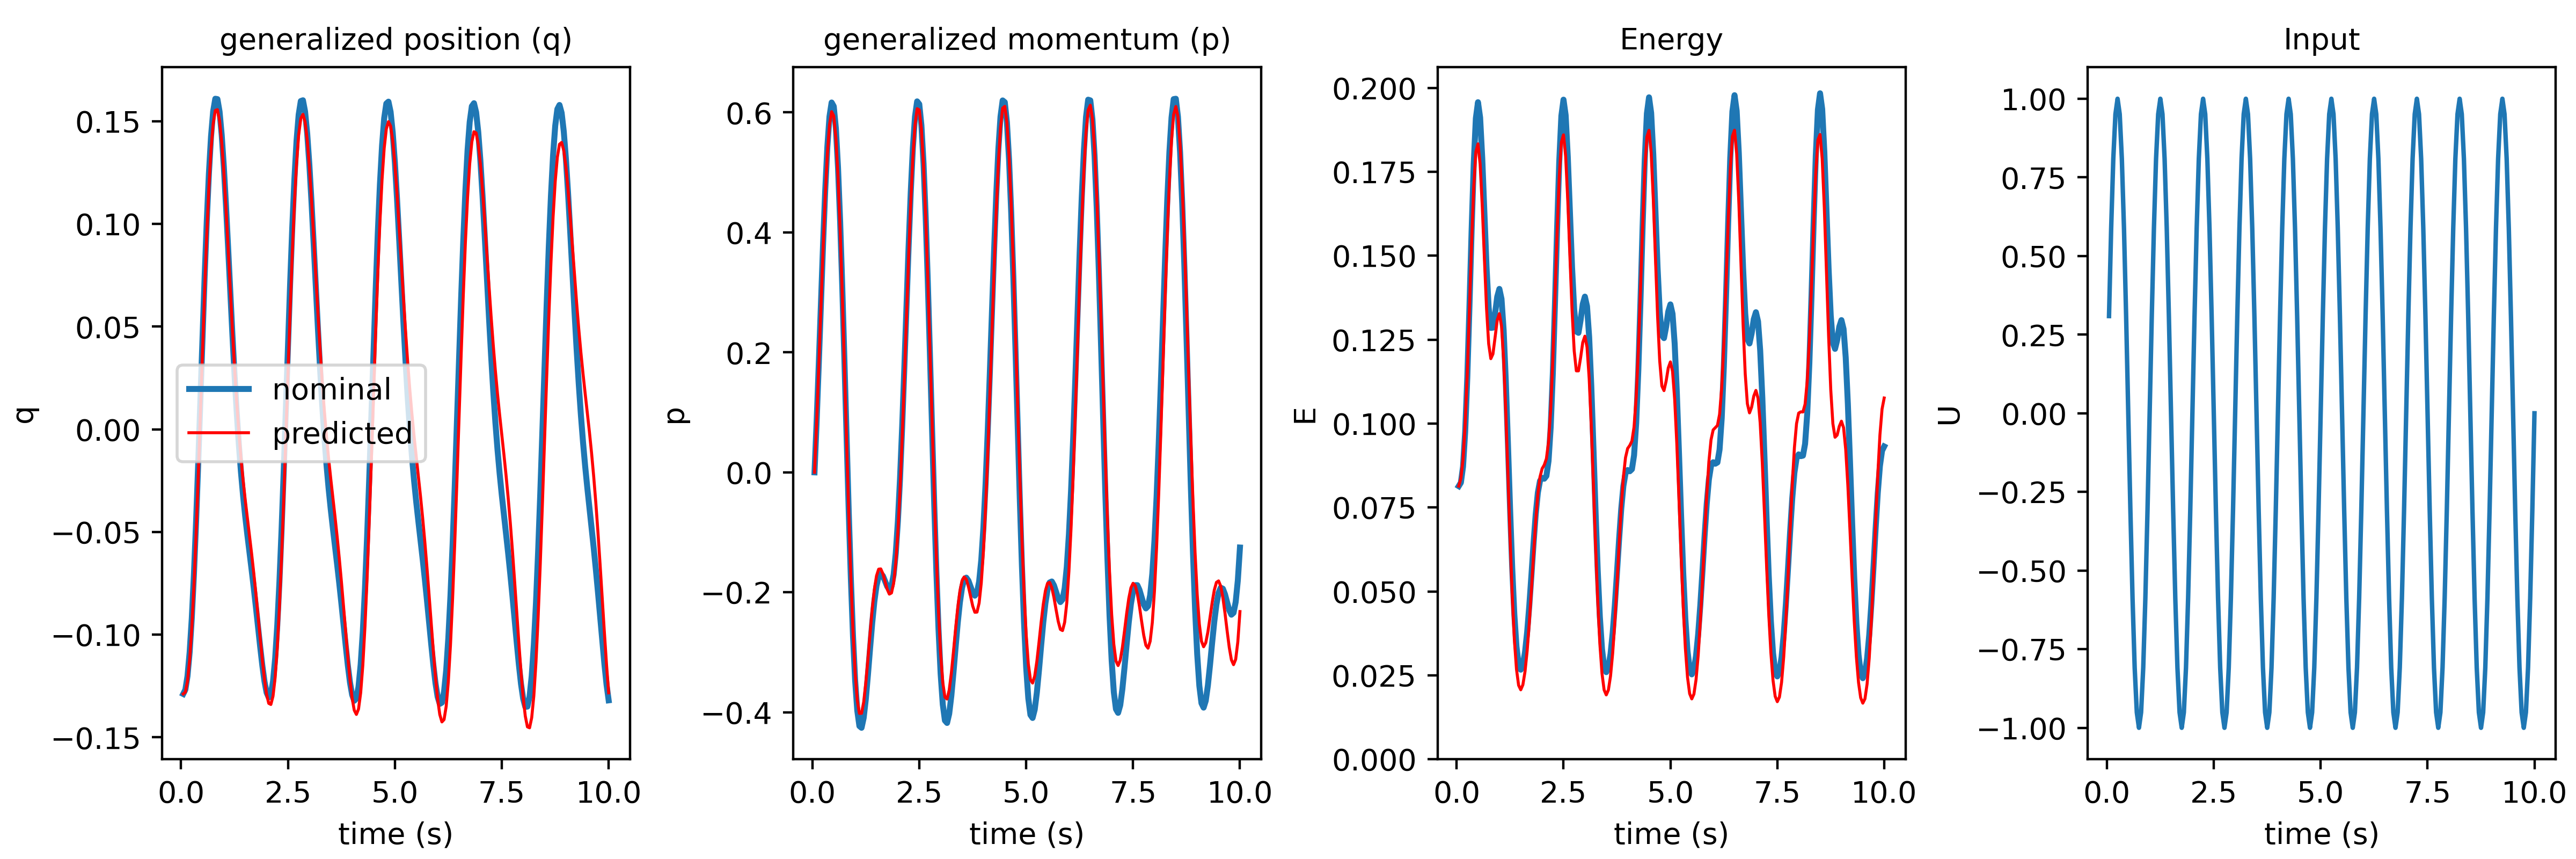 generalized position (q)
q
0.15
0.10
0.05
0.00
−0.05
−0.10
−0.15
nominal
predicted
0.0 2.5 5.0 7.5 10.0
time (s)
generalized momentum (p)
p
0.6
0.4
0.2
0.0
−0.2
−0.4
0.0 2.5 5.0 7.5 10.0
time (s)
Energy
E
0.200
0.175
0.150
0.125
0.100
0.075
0.050
0.025
0.000
0.0 2.5 5.0 7.5 10.0
time (s)
Input
U
1.00
0.75
0.50
0.25
0.00
−0.25
−0.50
−0.75
−1.00
0.0 2.5 5.0 7.5 10.0
time (s)